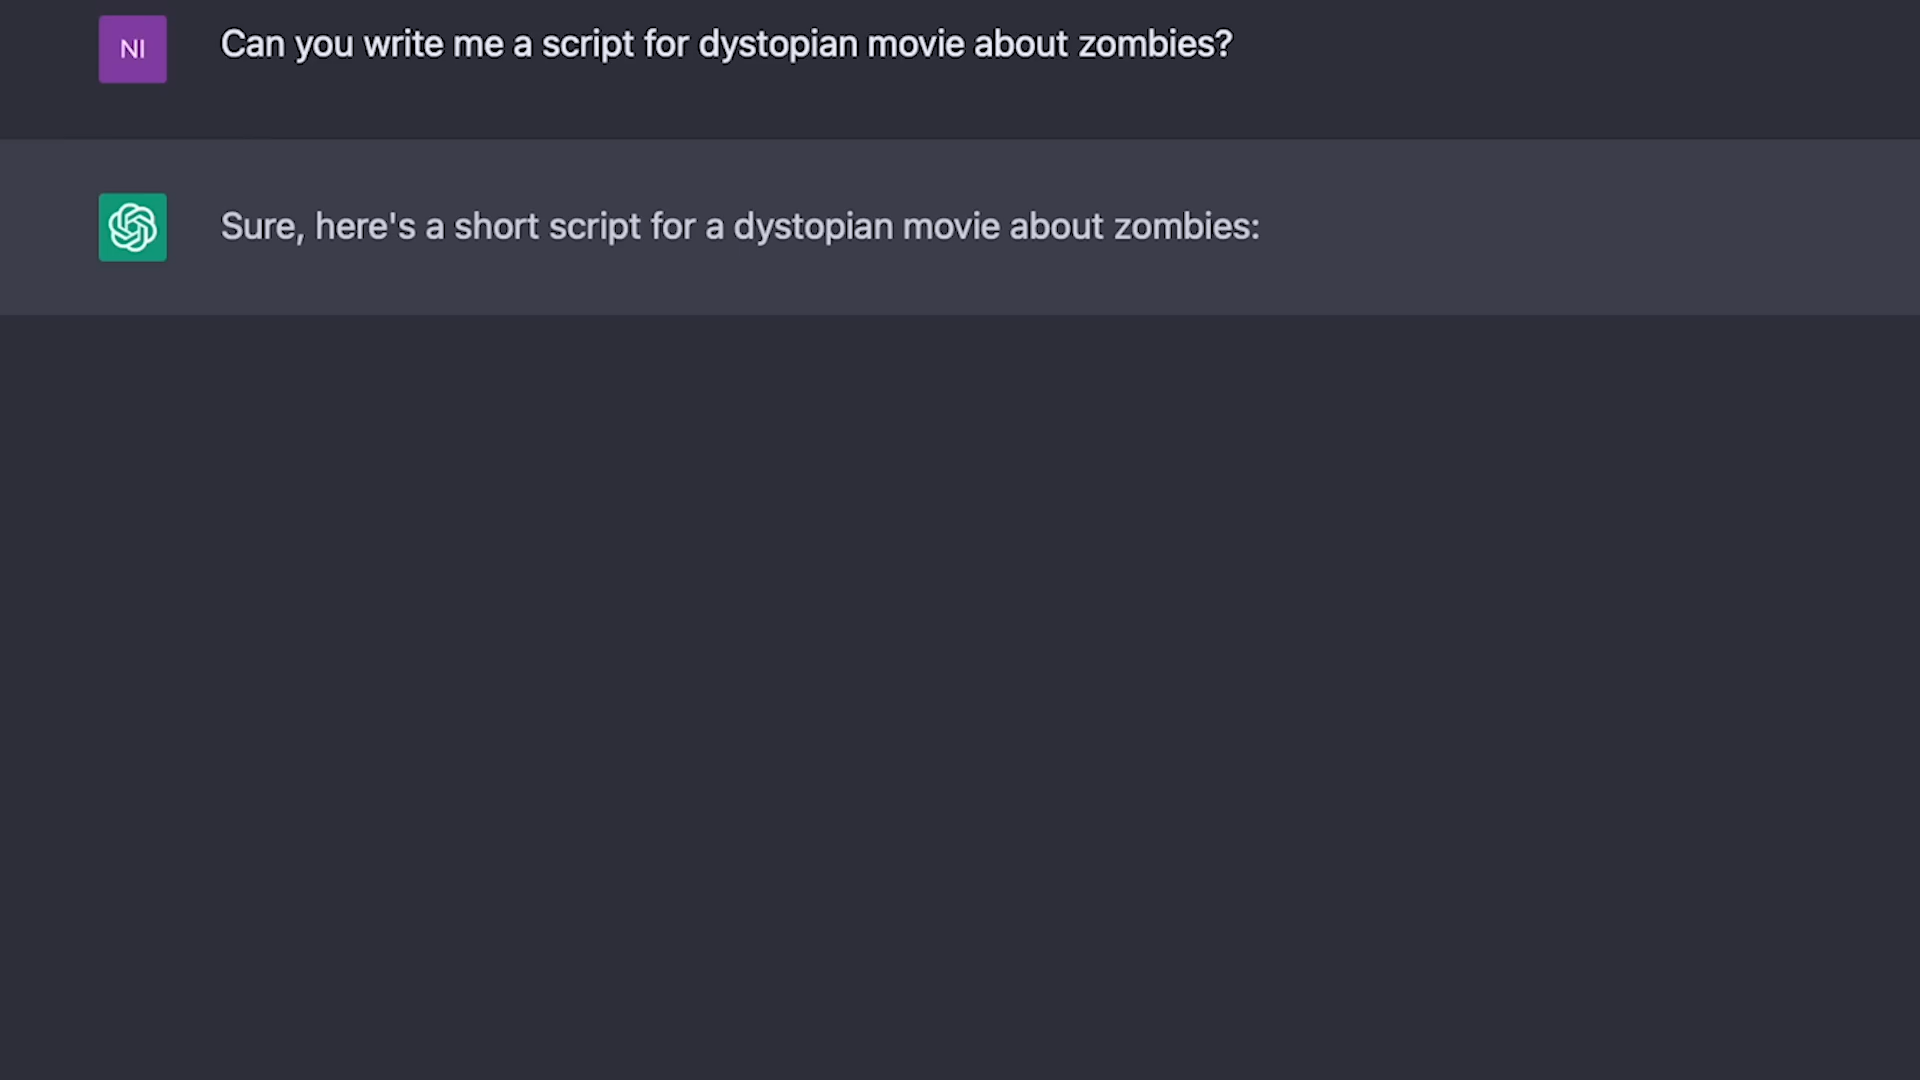 NI
Can you write me a script for dystopian movie about zombies?
Sure, here's a short script for a dystopian movie about zombies: